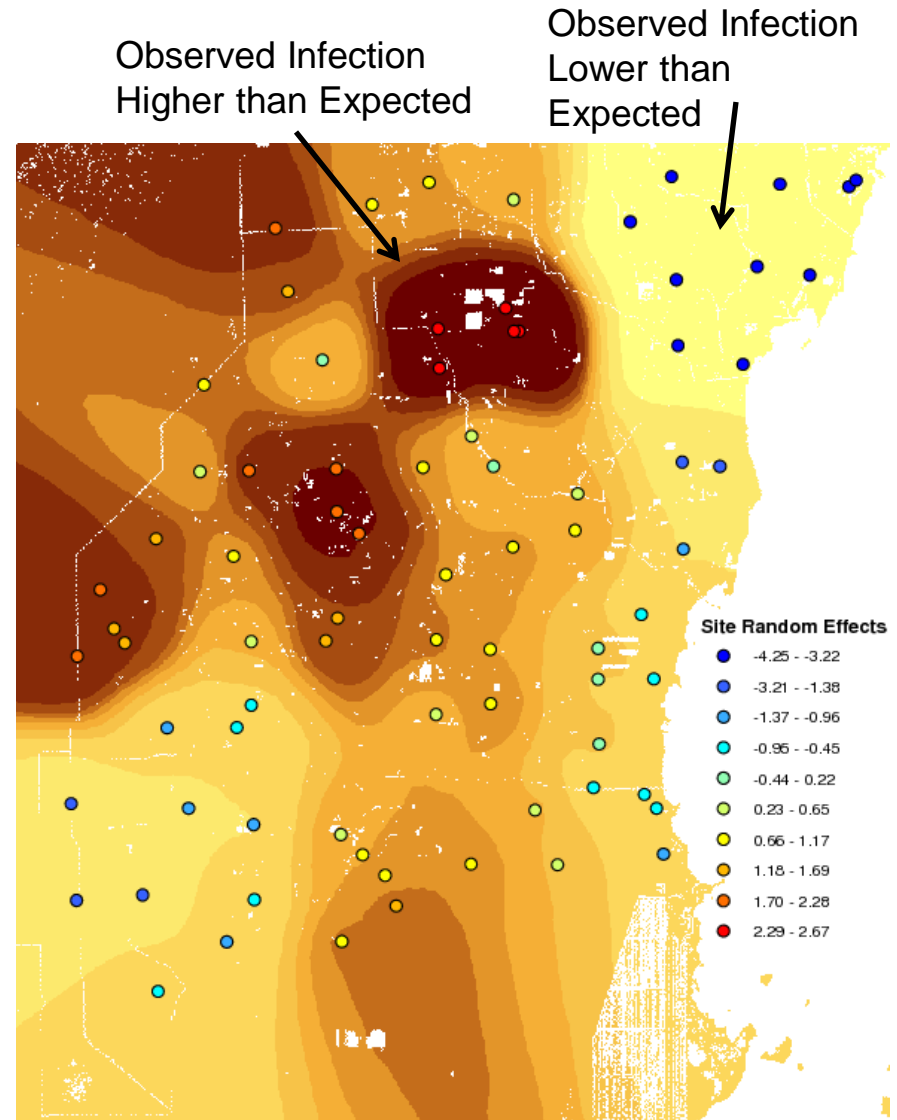 Observed Infection
Higher than Expected
Observed Infection
Lower than
Expected
Site Random Effects
-4.25 - -3.22
-3.21 - -1.38
-1.37 - -0.96
-0.95 - -0.45
-0.44 - 0.22
0.23 - 0.65
0.66 - 1.17
1.18 - 1.69
1.70 - 2.28
2.29 - 2.67